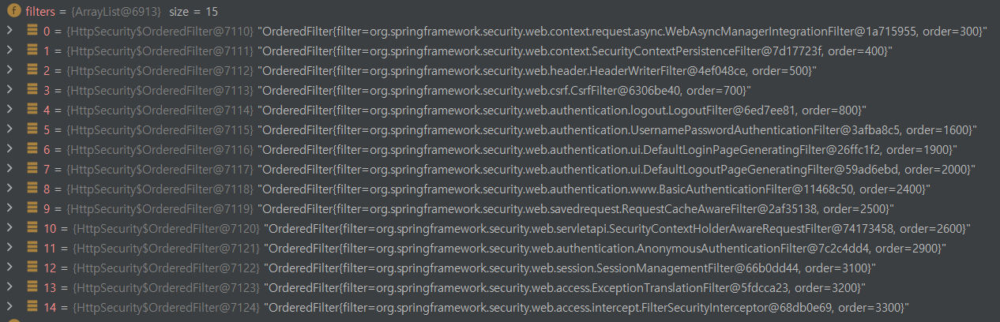 f filters = {ArrayList@6913} size = 15
0 = {HttpSecurity$OrderedFilter@7110} "OrderedFilter{filter=org.springframework.security.web.context.request.async.WebAsyncManagerIntegrationFilter@1a715955, order=300}"
1 = {HttpSecurity$OrderedFilter@7111} "OrderedFilter{filter=org.springframework.security.web.context.SecurityContextPersistenceFilter@7d17723f, order=400}"
2 = {HttpSecurity$OrderedFilter@7112} "OrderedFilter{filter=org.springframework.security.web.header.HeaderWriterFilter@4ef048ce, order=500}"
3 = {HttpSecurity$OrderedFilter@7113} "OrderedFilter{filter=org.springframework.security.web.csrf.CsrfFilter@6306be40, order=700}"
4 = {HttpSecurity$OrderedFilter@7114} "OrderedFilter{filter=org.springframework.security.web.authentication.logout.LogoutFilter@6ed7ee81, order=800}"
5 = {HttpSecurity$OrderedFilter@7115} "OrderedFilter{filter=org.springframework.security.web.authentication.UsernamePasswordAuthenticationFilter@3afba8c5, order=1600}"
6 = {HttpSecurity$OrderedFilter@7116} "OrderedFilter{filter=org.springframework.security.web.authentication.ui.DefaultLoginPageGeneratingFilter@26ffc1f2, order=1900}"
7 = {HttpSecurity$OrderedFilter@7117} "OrderedFilter{filter=org.springframework.security.web.authentication.ui.DefaultLogoutPageGeneratingFilter@59ad6ebd, order=2000}"
8 = {HttpSecurity$OrderedFilter@7118} "OrderedFilter{filter=org.springframework.security.web.authentication.www.BasicAuthenticationFilter@11468c50, order=2400}"
9 = {HttpSecurity$OrderedFilter@7119} "OrderedFilter{filter=org.springframework.security.web.savedrequest.RequestCacheAwareFilter@2af35138, order=2500}"
10 = {HttpSecurity$OrderedFilter@7120} "OrderedFilter{filter=org.springframework.security.web.servletapi.SecurityContextHolderAwareRequestFilter@74173458, order=2600}"
11 = {HttpSecurity$OrderedFilter@7121} "OrderedFilter{filter=org.springframework.security.web.authentication.AnonymousAuthenticationFilter@7c2c4dd4, order=2900}"
12 = {HttpSecurity$OrderedFilter@7122} "OrderedFilter{filter=org.springframework.security.web.session.SessionManagementFilter@66b0dd44, order=3100}"
13 = {HttpSecurity$OrderedFilter@7123} "OrderedFilter{filter=org.springframework.security.web.access.ExceptionTranslationFilter@5fdcca23, order=3200}"
14 = {HttpSecurity$OrderedFilter@7124} "OrderedFilter{filter=org.springframework.security.web.access.intercept.FilterSecurityInterceptor@68db0e69, order=3300}"